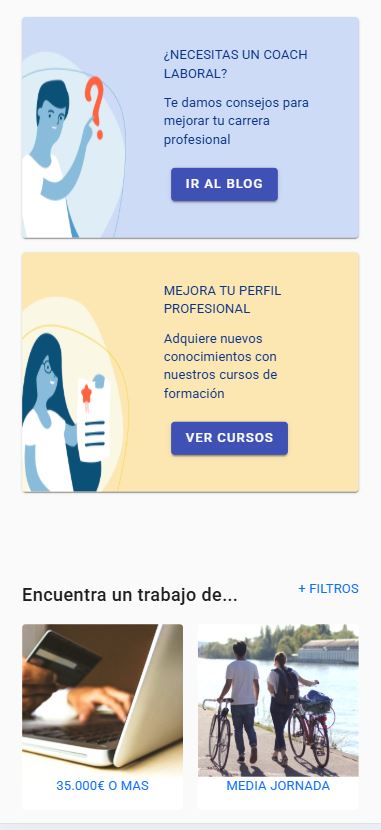 ¿NECESITAS UN COACH
LABORAL?
Te damos consejos para
mejorar tu carrera
profesional
IR AL BLOG
MEJORA TU PERFIL
PROFESIONAL
Adquiere nuevos
conocimientos con
nuestros cursos de
formación
VER CURSOS
Encuentra un trabajo de...
+ FILTROS
35.000€ O MAS
MEDIA JORNADA